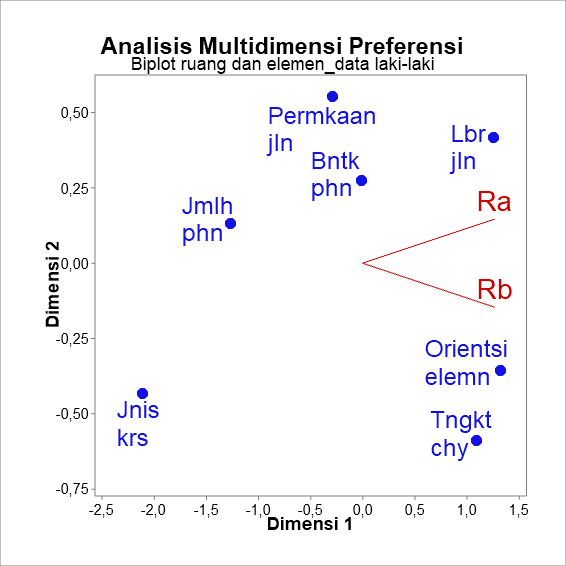 Analisis Multidimensi Preferensi
Biplot ruang dan elemen_data laki-laki
0,50
0,25
0,00
-0,25
-0,50
-0,75
Dimensi 2
Permkaan
jln
Lbr
jln
Bntk
phn
Jmlh
phn
Ra
Rb
Orientsi
elemn
Jnis
krs
Tngkt
chy
-2,5
-2,0
-1,5
-1,0
-0,5
0,0
0,5
1,0
1,5
Dimensi 1